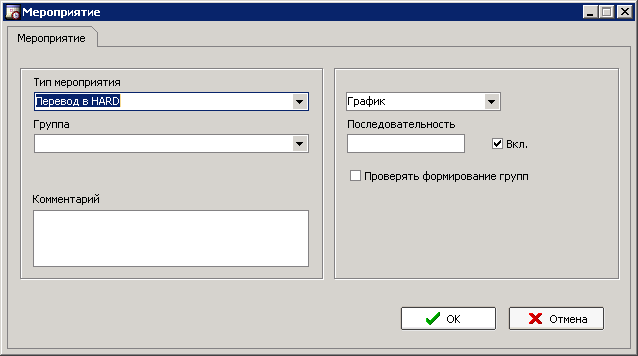 Мероприятие
Мероприятие
Тип мероприятия
Перевод в HARD
Группа
Комментарий
График
Последовательность
Вкл.
Проверять формирование групп
OK
Отмена